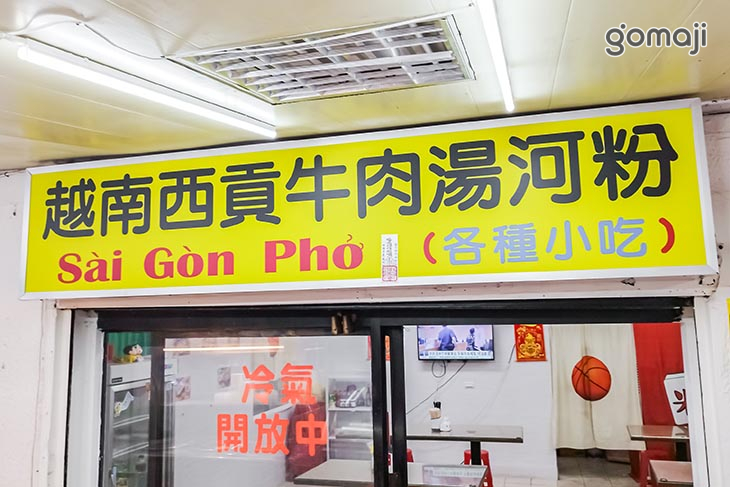 gomaji
越南西貢牛肉湯河粉
Sài Gòn Phở (各種小吃)
冷氣
開放中